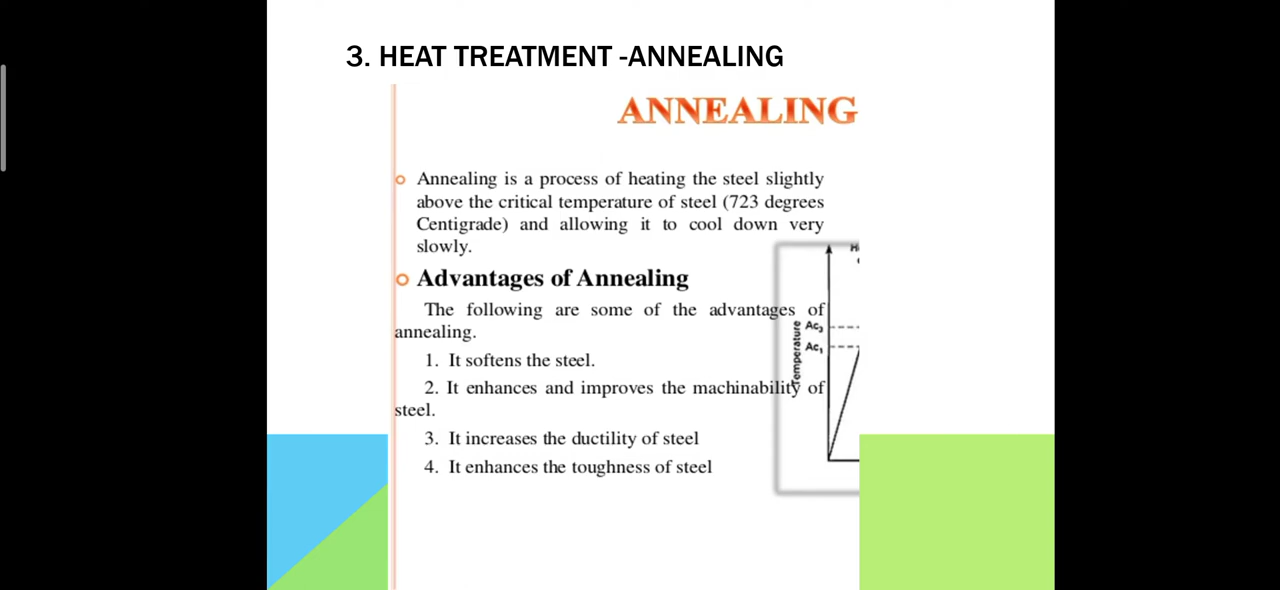 3. HEAT TREATMENT -ANNEALING
ANNEALING
Annealing is a process of heating the steel slightly
above the critical temperature of steel (723 degrees
Centigrade) and allowing it to cool down very
slowly.
Advantages of Annealing
The following are some of the advantages of
annealing.
1. It softens the steel.
2. It enhances and improves the machinability of
steel.
3. It increases the ductility of steel
4. It enhances the toughness of steel
Temperature
Ac₃
Ac₁